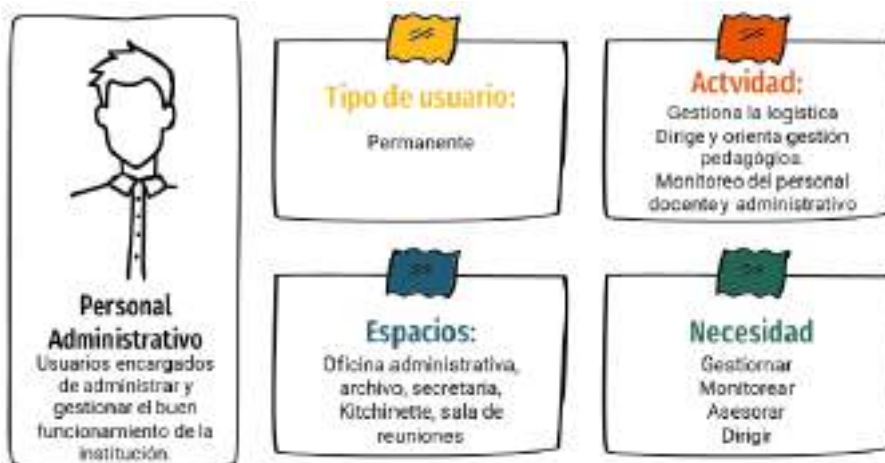 Personal
Administrativo
Usuarios encargados
de administrar y
gestionar el buen
funcionamiento de la
institución.
Tipo de usuario:
Permanente
Actvidad:
Gestiona la logística
Dirige y orienta gestión
pedagógica.
Monitoreo del personal
docente y administrativo
Espacios:
Oficina administrativa,
archivo, secretaria,
Kitchinette, sala de
reuniones
Necesidad
Gestiornar
Monitorear
Asesorar
Dirigir